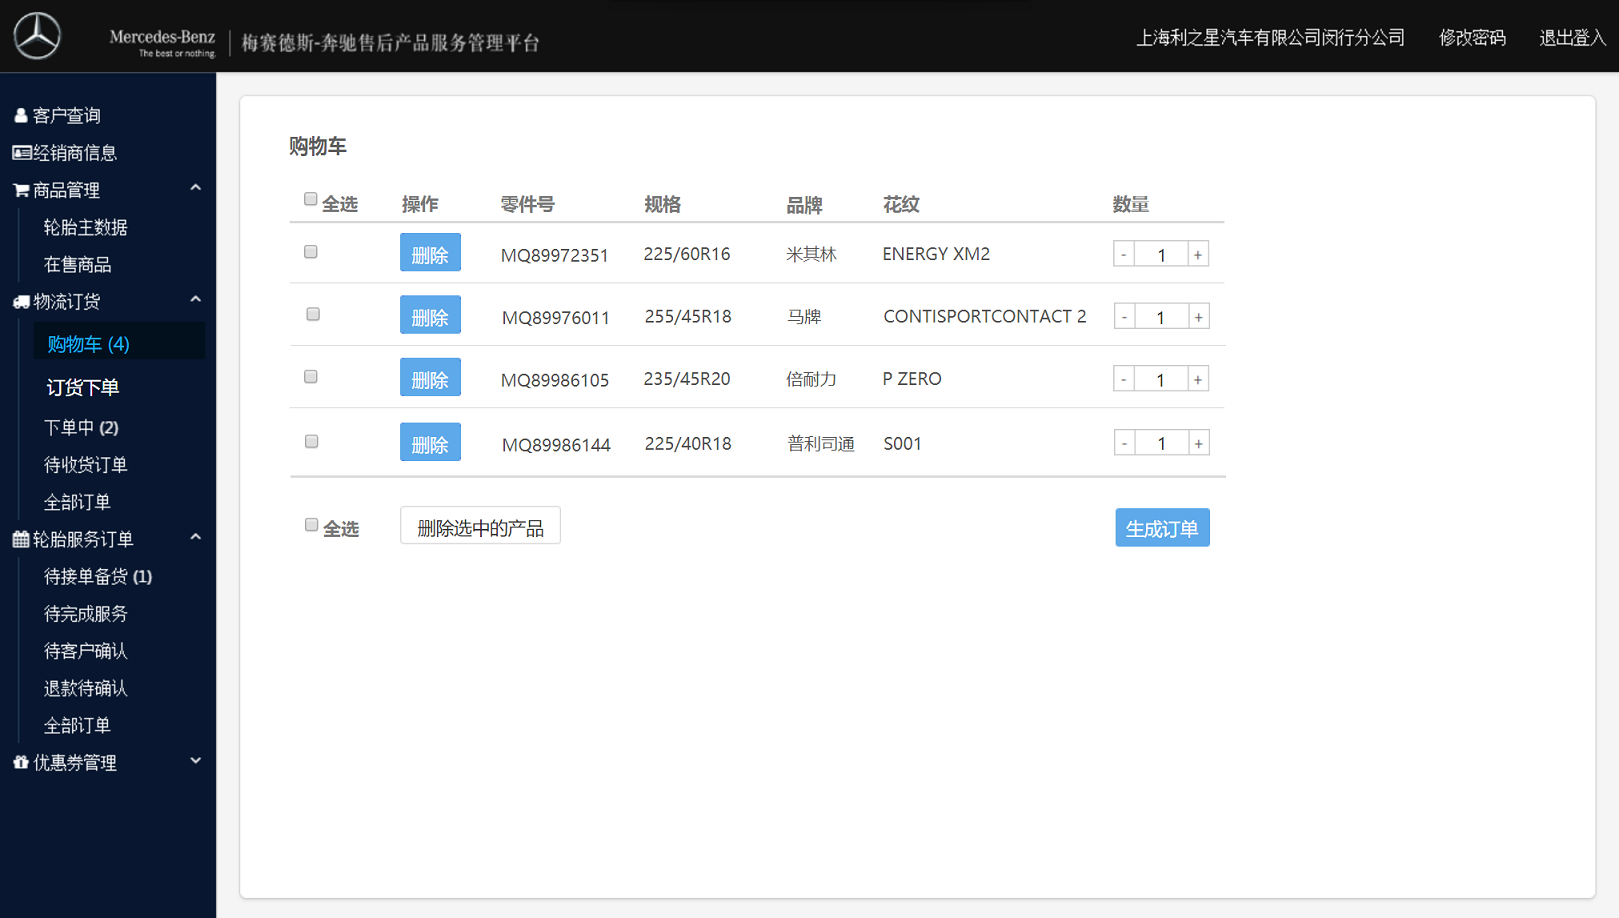 Mercedes-Benz
The best or nothing.
梅赛德斯-奔驰售后产品服务管理平台
上海利之星汽车有限公司闵行分公司 修改密码 退出登入
客户查询
经销商信息
商品管理
轮胎主数据
在售商品
物流订货
购物车 (4)
订货下单
下单中 (2)
待收货订单
全部订单
轮胎服务订单
待接单备货 (1)
待完成服务
待客户确认
退款待确认
全部订单
优惠券管理
购物车
全选 操作 零件号 规格 品牌 花纹 数量
删除 MQ89972351 225/60R16 米其林 ENERGY XM2 - 1 +
删除 MQ89976011 255/45R18 马牌 CONTISPORTCONTACT 2 - 1 +
删除 MQ89986105 235/45R20 倍耐力 P ZERO - 1 +
删除 MQ89986144 225/40R18 普利司通 S001 - 1 +
全选 删除选中的产品 生成订单